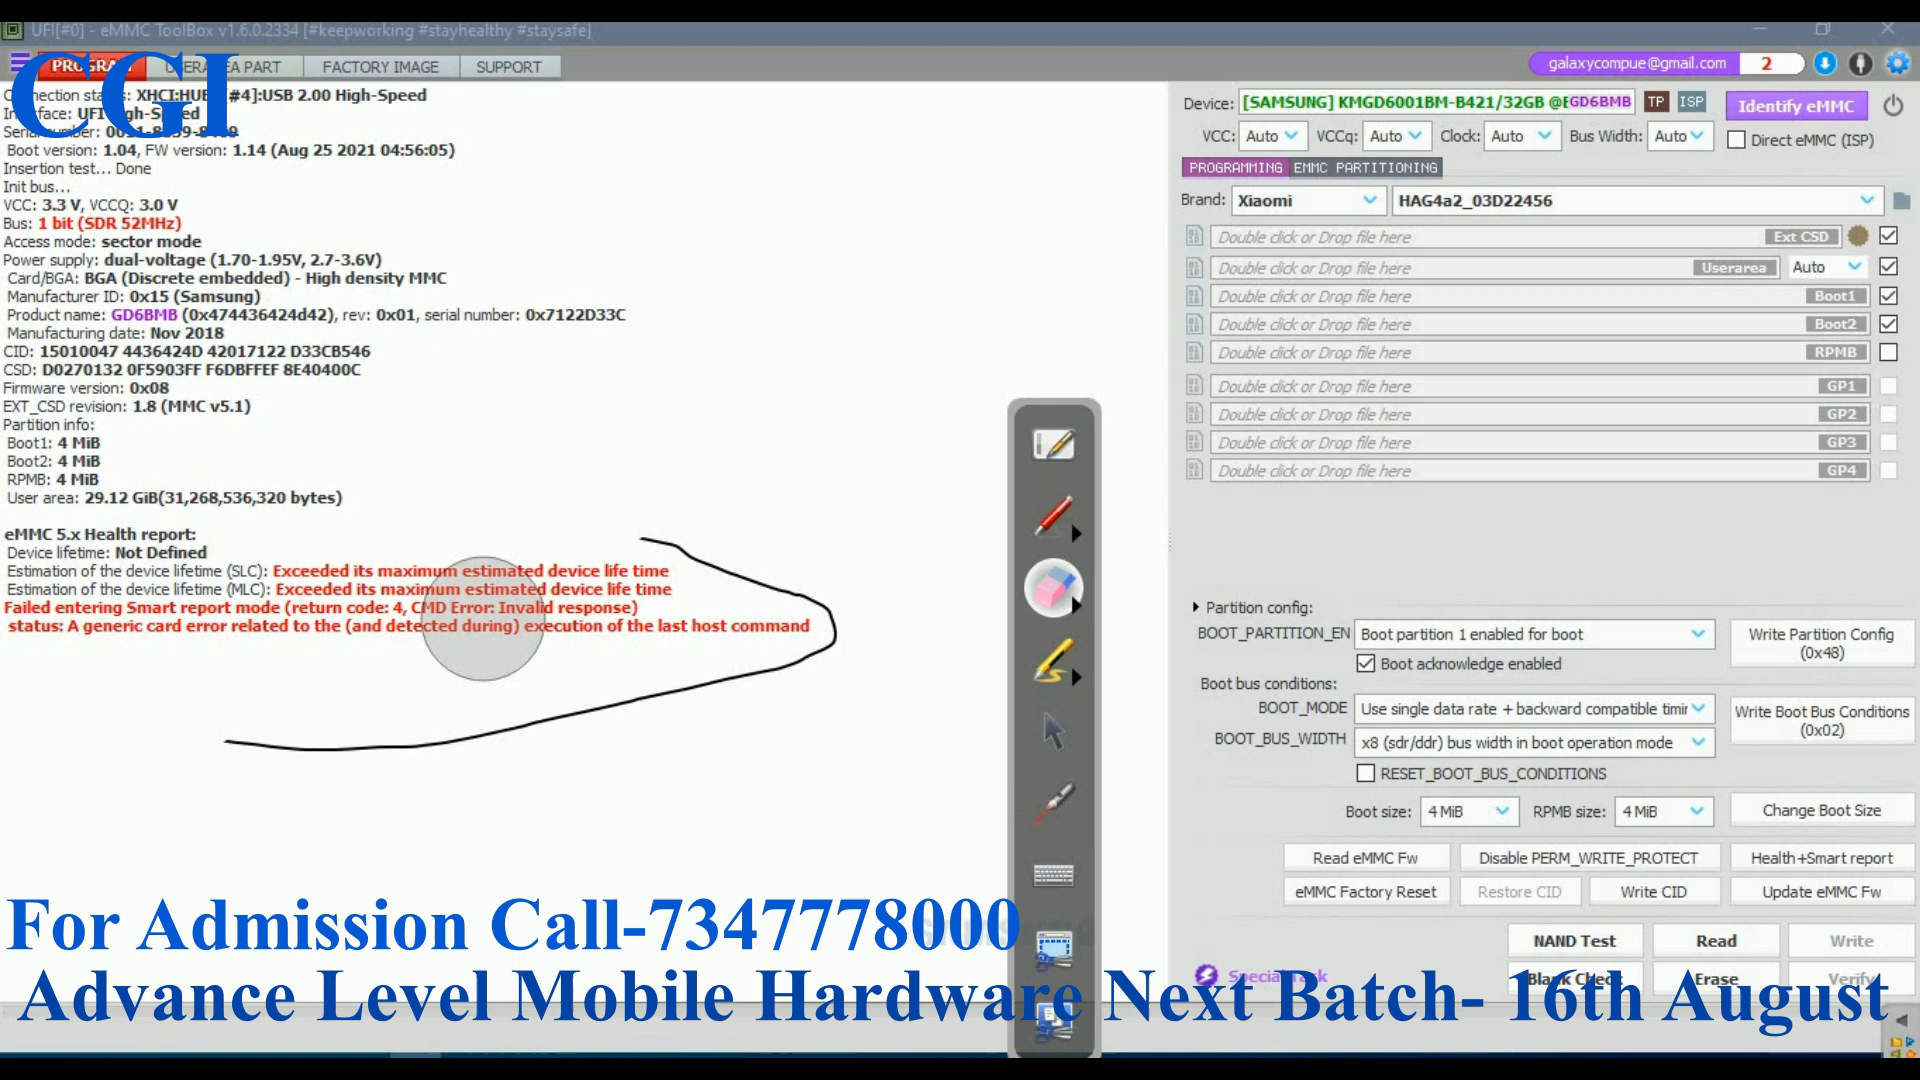 UFI[#0] - eMMC ToolBox v1.6.0.2334 [#keepworking #stayhealthy #staysafe]
CGI
PROGRAM
USERAREA PART
FACTORY IMAGE
SUPPORT
galaxycompue@gmail.com
2
XHCI:HUB [#4]:USB 2.00 High-Speed
UFI High-Speed
Serial number:
Boot version: 1.04, FW version: 1.14 (Aug 25 2021 04:56:05)
Insertion test... Done
Init bus...
VCC: 3.3 V, VCCQ: 3.0 V
Bus: 1 bit (SDR 52MHz)
Access mode: sector mode
Power supply: dual-voltage (1.70-1.95V, 2.7-3.6V)
Card/BGA: BGA (Discrete embedded) - High density MMC
Manufacturer ID: 0x15 (Samsung)
Product name: GD6BMB (0x474436424d42), rev: 0x01, serial number: 0x7122D33C
Manufacturing date: Nov 2018
CID: 15010047 4436424D 42017122 D33CB546
CSD: D0270132 0F5903FF F6DBFFEF 8E40400C
Firmware version: 0x08
EXT_CSD revision: 1.8 (MMC v5.1)
Partition info:
Boot1: 4 MiB
Boot2: 4 MiB
RPMB: 4 MiB
User area: 29.12 GiB(31,268,536,320 bytes)
eMMC 5.x Health report:
Device lifetime: Not Defined
Estimation of the device lifetime (SLC): Exceeded its maximum estimated device life time
Estimation of the device lifetime (MLC): Exceeded its maximum estimated device life time
Failed entering Smart report mode (return code: 4, CMD Error: Invalid response)
status: A generic card error related to the (and detected during) execution of the last host command
Device: [SAMSUNG] KMGD6001BM-B421/32GB @ GD6BMB TP ISP Identify eMMC
VCC: Auto VCCq: Auto Clock: Auto Bus Width: Auto Direct eMMC (ISP)
PROGRAMMING EMMC PARTITIONING
Brand: Xiaomi HAG4a2_03D22456
Double click or Drop file here Ext CSD
Double click or Drop file here Userarea Auto
Double click or Drop file here Boot1
Double click or Drop file here Boot2
Double click or Drop file here RPMB
Double click or Drop file here GP1
Double click or Drop file here GP2
Double click or Drop file here GP3
Double click or Drop file here GP4
Partition config:
BOOT_PARTITION_EN Boot partition 1 enabled for boot Write Partition Config
(0x48)
Boot acknowledge enabled
Boot bus conditions:
BOOT_MODE Use single data rate + backward compatible Write Boot Bus Conditions
(0x02)
BOOT_BUS_WIDTH x8 (sdr/ddr) bus width in boot operation mode
RESET_BOOT_BUS_CONDITIONS
Boot size: 4 MiB RPMB size: 4 MiB Change Boot Size
Read eMMC Fw Disable PERM_WRITE_PROTECT Health+Smart report
eMMC Factory Reset Restore CID Write CID Update eMMC Fw
NAND Test Read Write
Blank Check Erase Verify
For Admission Call-7347778000
Advance Level Mobile Hardware Next Batch- 16th August